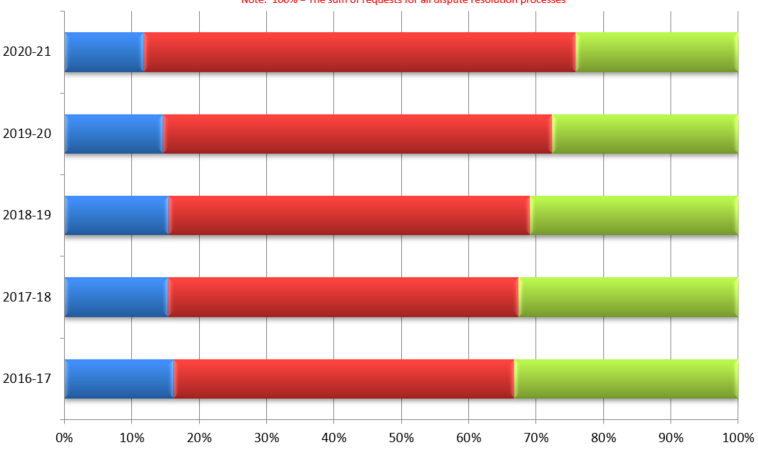 Note: 100% = The sum of requests for all dispute resolution processes
2020-21
2019-20
2018-19
2017-18
2016-17
0% 10% 20% 30% 40% 50% 60% 70% 80% 90% 100%